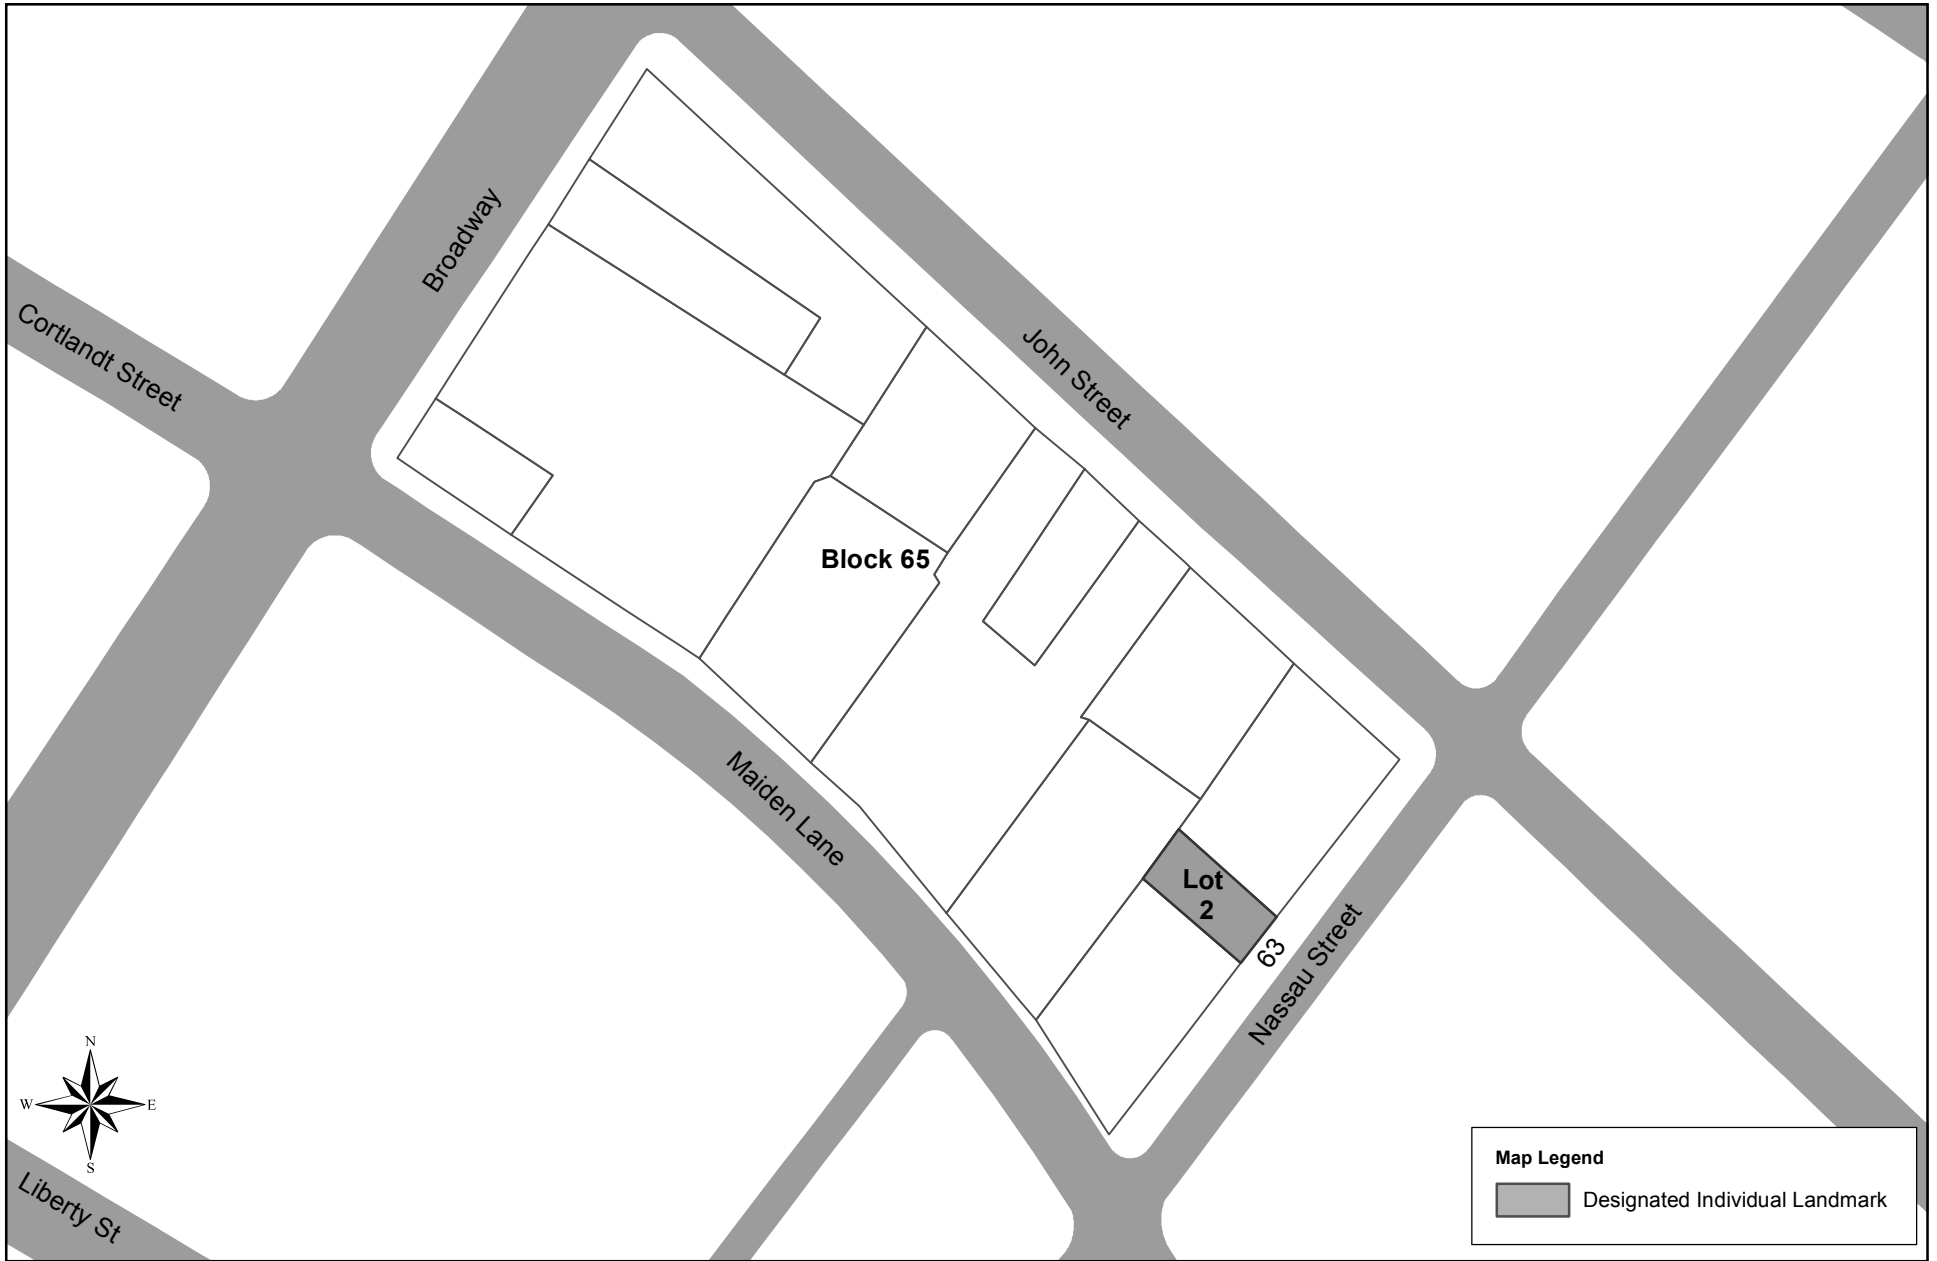 Broadway
Cortlandt Street
John Street
Block 65
Maiden Lane
Lot
2
63
Nassau Street
N
W
E
S
Liberty St
Map Legend
Designated Individual Landmark